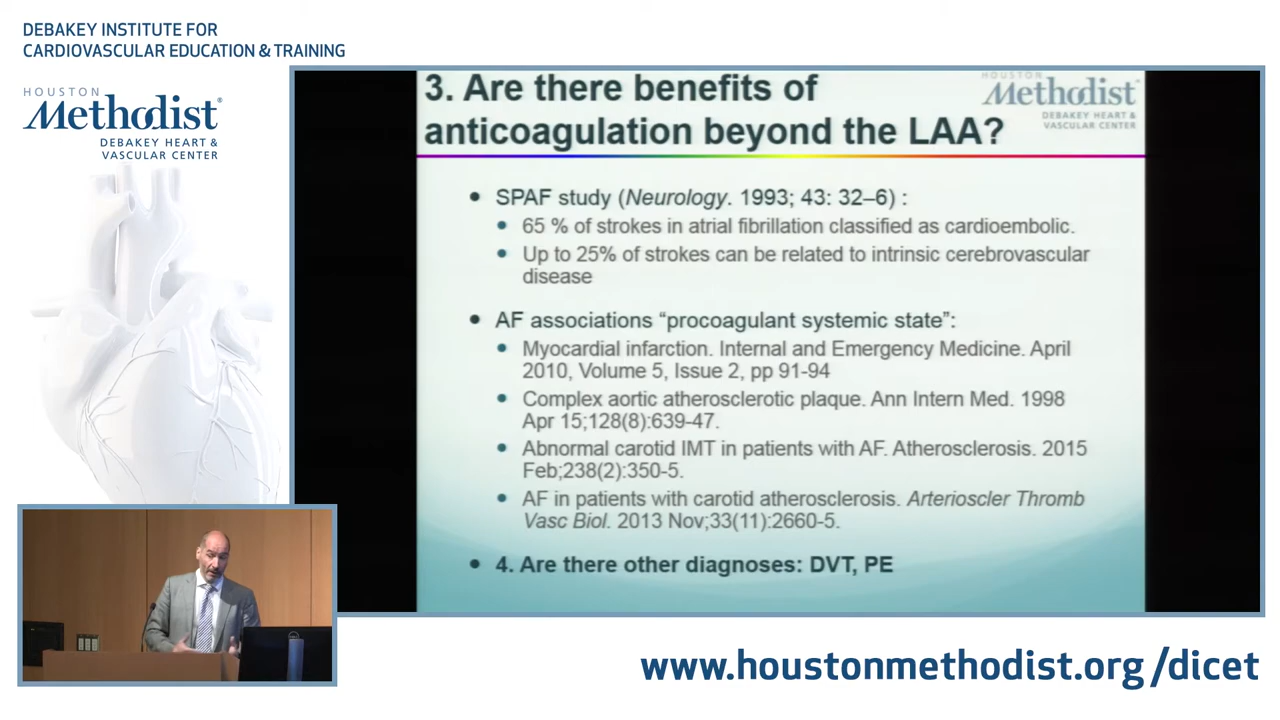 DEBAKEY INSTITUTE FOR
CARDIOVASCULAR EDUCATION & TRAINING
HOUSTON
Methodist®
DEBAKEY HEART &
VASCULAR CENTER
3. Are there benefits of
anticoagulation beyond the LAA?
HOUSTON
Methodist
DEBAKEY HEART &
VASCULAR CENTER
• SPAF study (Neurology. 1993; 43: 32–6) :
• 65 % of strokes in atrial fibrillation classified as cardioembolic.
• Up to 25% of strokes can be related to intrinsic cerebrovascular
disease
• AF associations “procoagulant systemic state”:
• Myocardial infarction. Internal and Emergency Medicine. April
2010, Volume 5, Issue 2, pp 91-94
• Complex aortic atherosclerotic plaque. Ann Intern Med. 1998
Apr 15;128(8):639-47.
• Abnormal carotid IMT in patients with AF. Atherosclerosis. 2015
Feb;238(2):350-5.
• AF in patients with carotid atherosclerosis. Arterioscler Thromb
Vasc Biol. 2013 Nov;33(11):2660-5.
• 4. Are there other diagnoses: DVT, PE
www.houstonmethodist.org/dicet